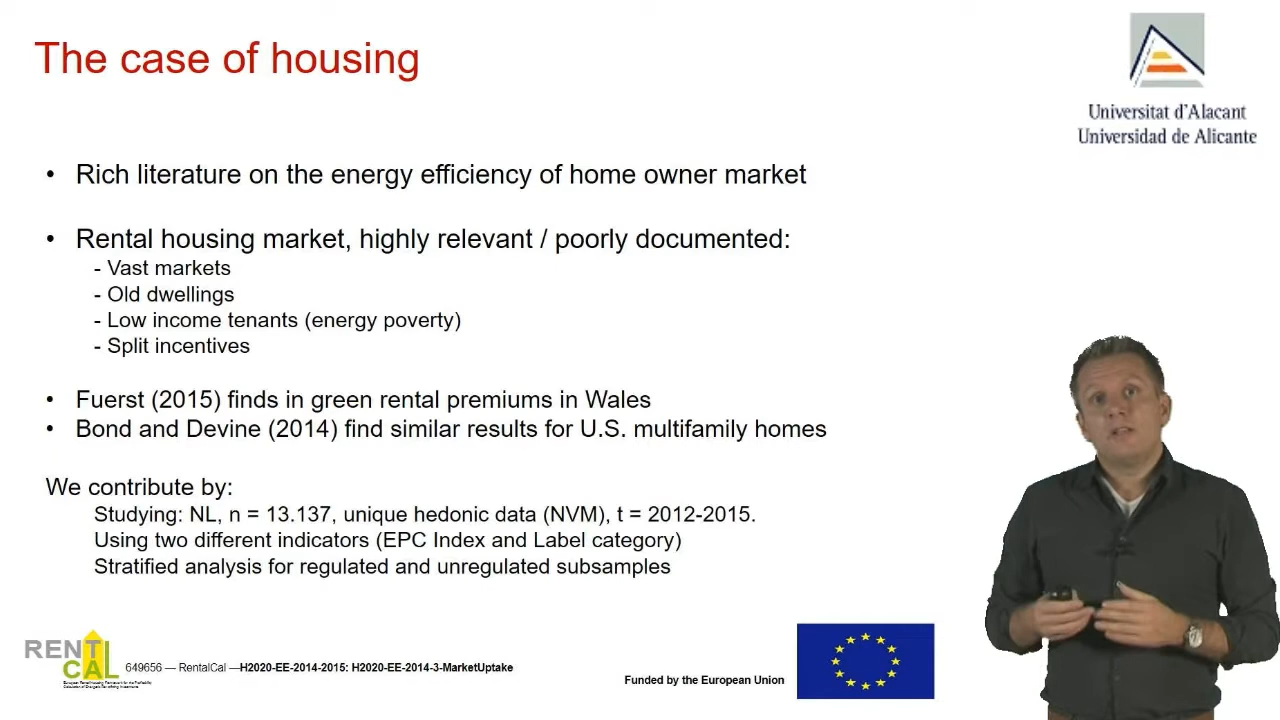 The case of housing
Universitat d'Alacant
Universidad de Alicante
• Rich literature on the energy efficiency of home owner market
• Rental housing market, highly relevant / poorly documented:
- Vast markets
- Old dwellings
- Low income tenants (energy poverty)
- Split incentives
• Fuerst (2015) finds in green rental premiums in Wales
• Bond and Devine (2014) find similar results for U.S. multifamily homes
We contribute by:
Studying: NL, n = 13.137, unique hedonic data (NVM), t = 2012-2015.
Using two different indicators (EPC Index and Label category)
Stratified analysis for regulated and unregulated subsamples
RENT
CAL
649656 — RentalCal —H2020-EE-2014-2015: H2020-EE-2014-3-MarketUptake
Funded by the European Union